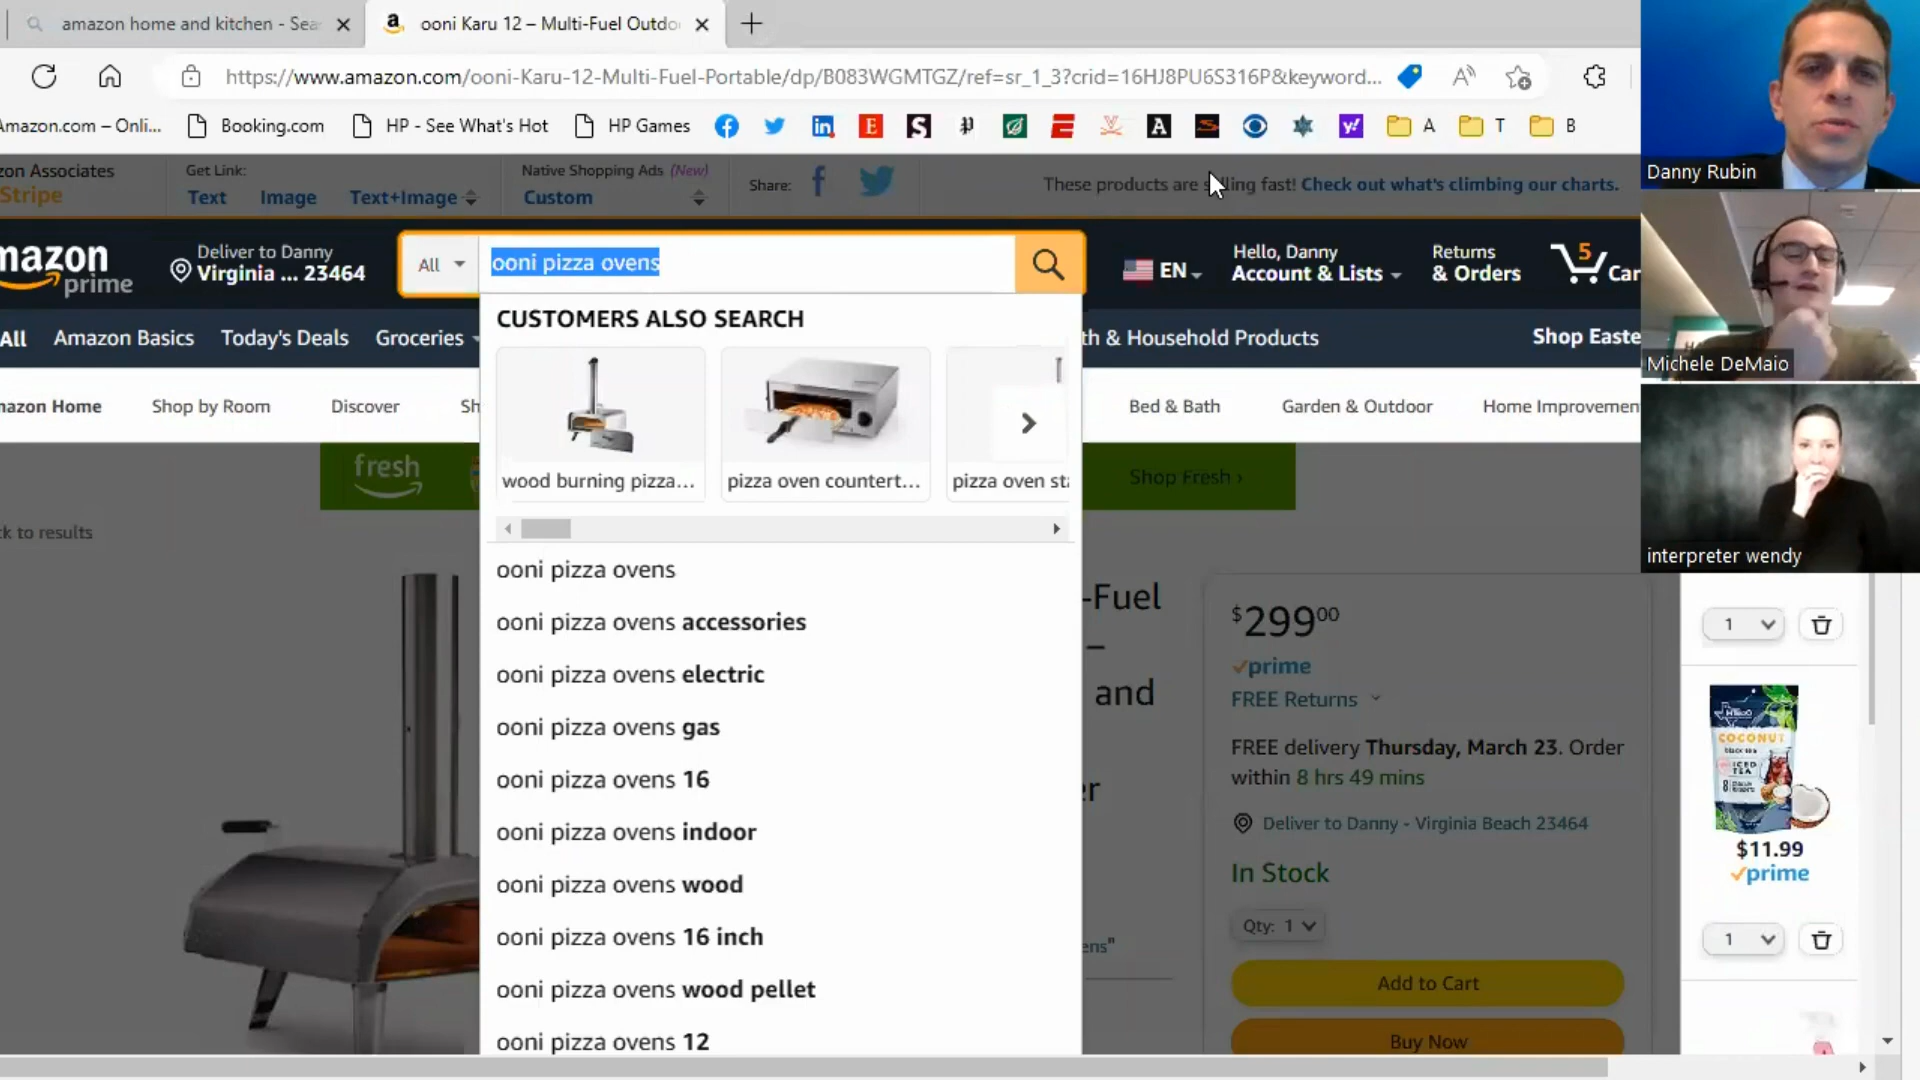 amazon home and kitchen - Sea
ooni Karu 12 – Multi-Fuel Outdo
https://www.amazon.com/ooni-Karu-12-Multi-Fuel-Portable/dp/B083WGMTGZ/ref=sr_1_3?crid=16HJ8PU6S316P&keyword...
Amazon.com – Onli...
Booking.com
HP - See What's Hot
HP Games
A
T
B
zon Associates
Stripe
Get Link:
Text
Image
Text+Image
Native Shopping Ads (New)
Custom
Share:
These products are selling fast! Check out what's climbing our charts.
mazon
prime
Deliver to Danny
Virginia ... 23464
All
ooni pizza ovens
EN
Hello, Danny
Account & Lists
Returns
& Orders
5
Car
All
Amazon Basics
Today's Deals
Groceries
th & Household Products
Shop Easte
mazon Home
Shop by Room
Discover
Sh
Bed & Bath
Garden & Outdoor
Home Improvemen
CUSTOMERS ALSO SEARCH
wood burning pizza...
pizza oven countert...
pizza oven sta
fresh
Shop Fresh ›
ck to results
ooni pizza ovens
ooni pizza ovens accessories
ooni pizza ovens electric
ooni pizza ovens gas
ooni pizza ovens 16
ooni pizza ovens indoor
ooni pizza ovens wood
ooni pizza ovens 16 inch
ooni pizza ovens wood pellet
ooni pizza ovens 12
-Fuel
–
and
er
ens"
$29900
prime
FREE Returns
FREE delivery Thursday, March 23. Order
within 8 hrs 49 mins
Deliver to Danny - Virginia Beach 23464
In Stock
Qty: 1
Add to Cart
Buy Now
Danny Rubin
Michele DeMaio
interpreter wendy
1
COCONUT
ICED
TEA
8
$11.99
prime
1